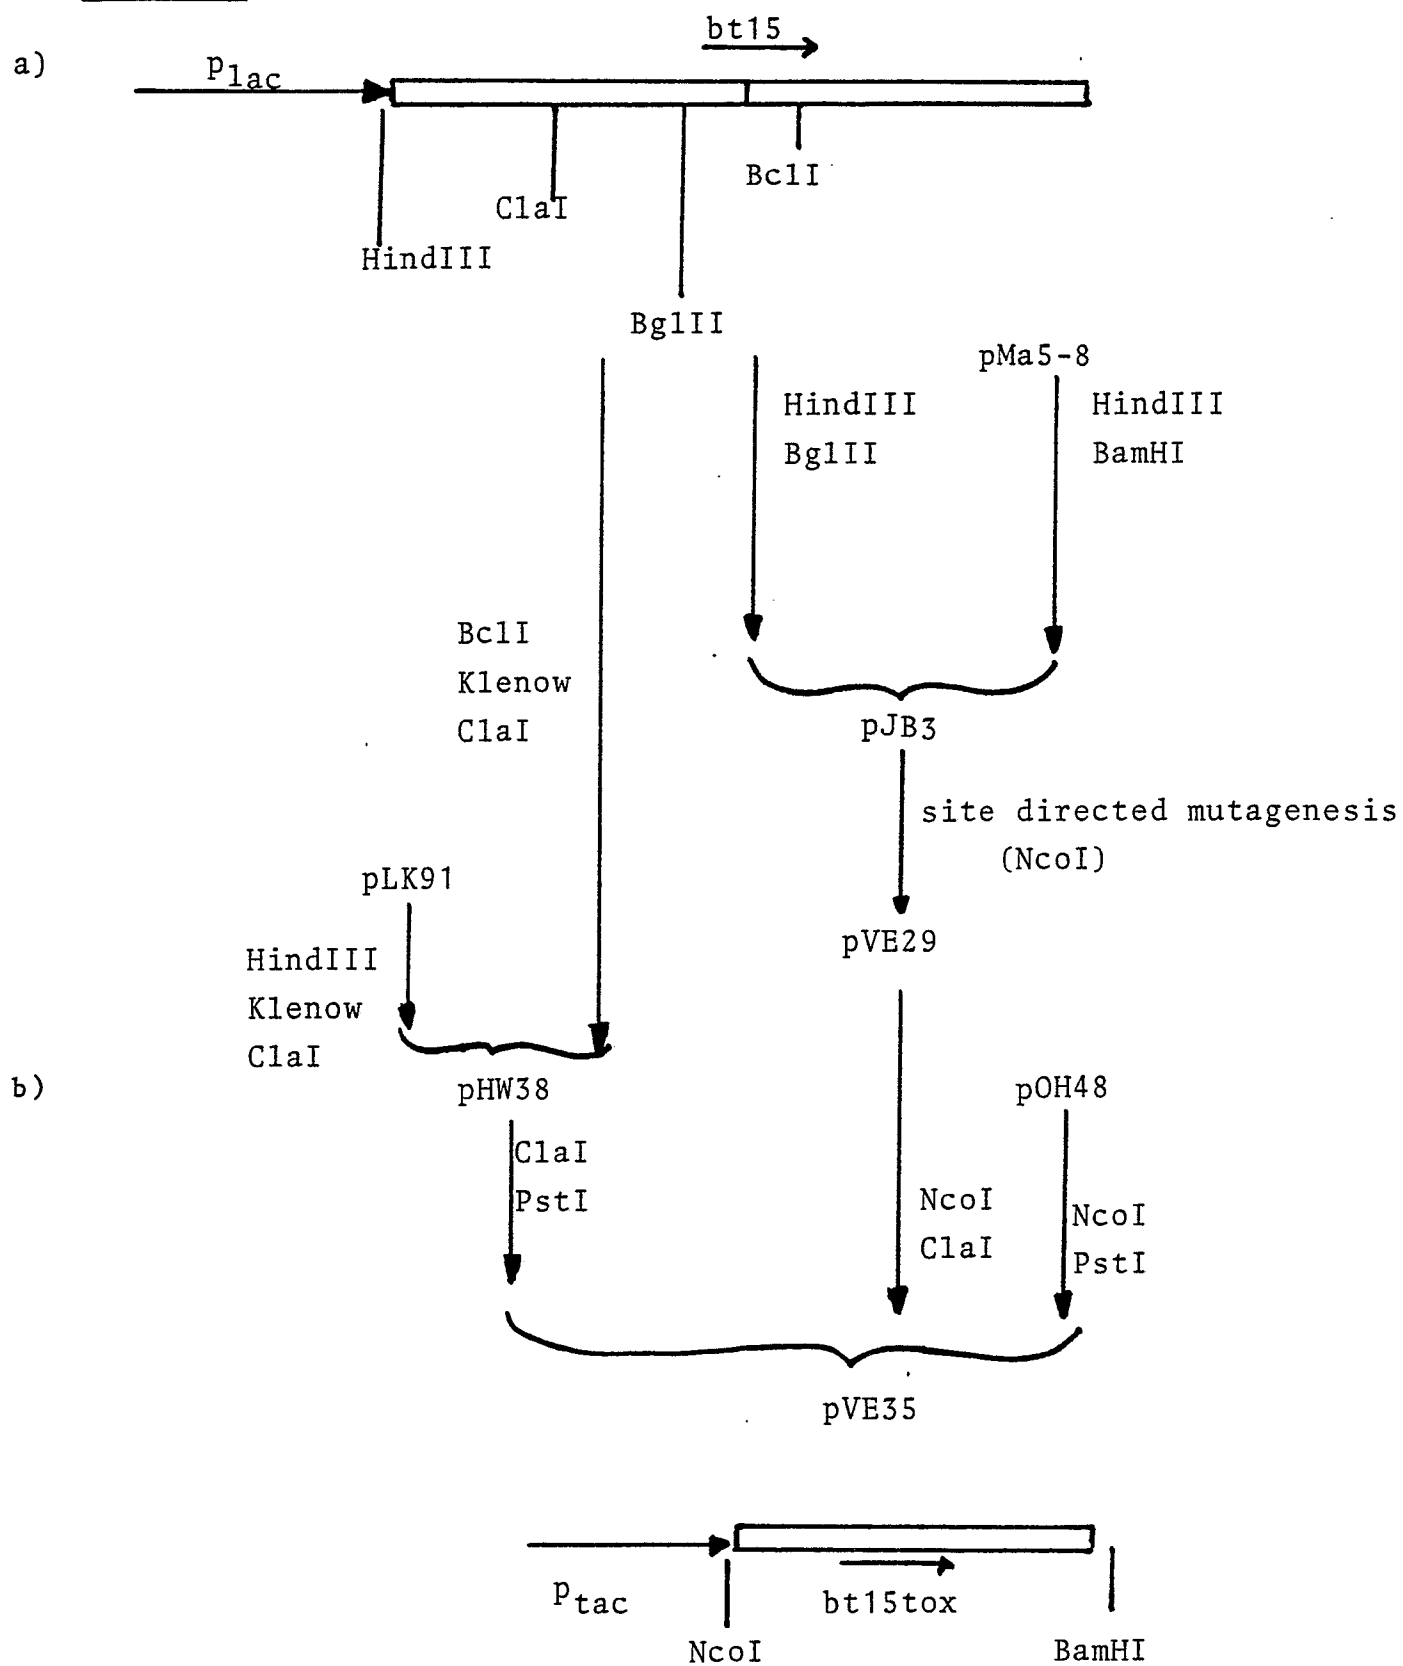 a)
plac
bt15
BclI
ClaI
HindIII
BglII
pMa5-8
HindIII
BglII
HindIII
BamHI
BclI
Klenow
ClaI
pJB3
site directed mutagenesis
(NcoI)
pLK91
pVE29
HindIII
Klenow
ClaI
b)
pHW38
pOH48
ClaI
PstI
NcoI
ClaI
NcoI
PstI
pVE35
Ptac
bt15tox
NcoI
BamHI